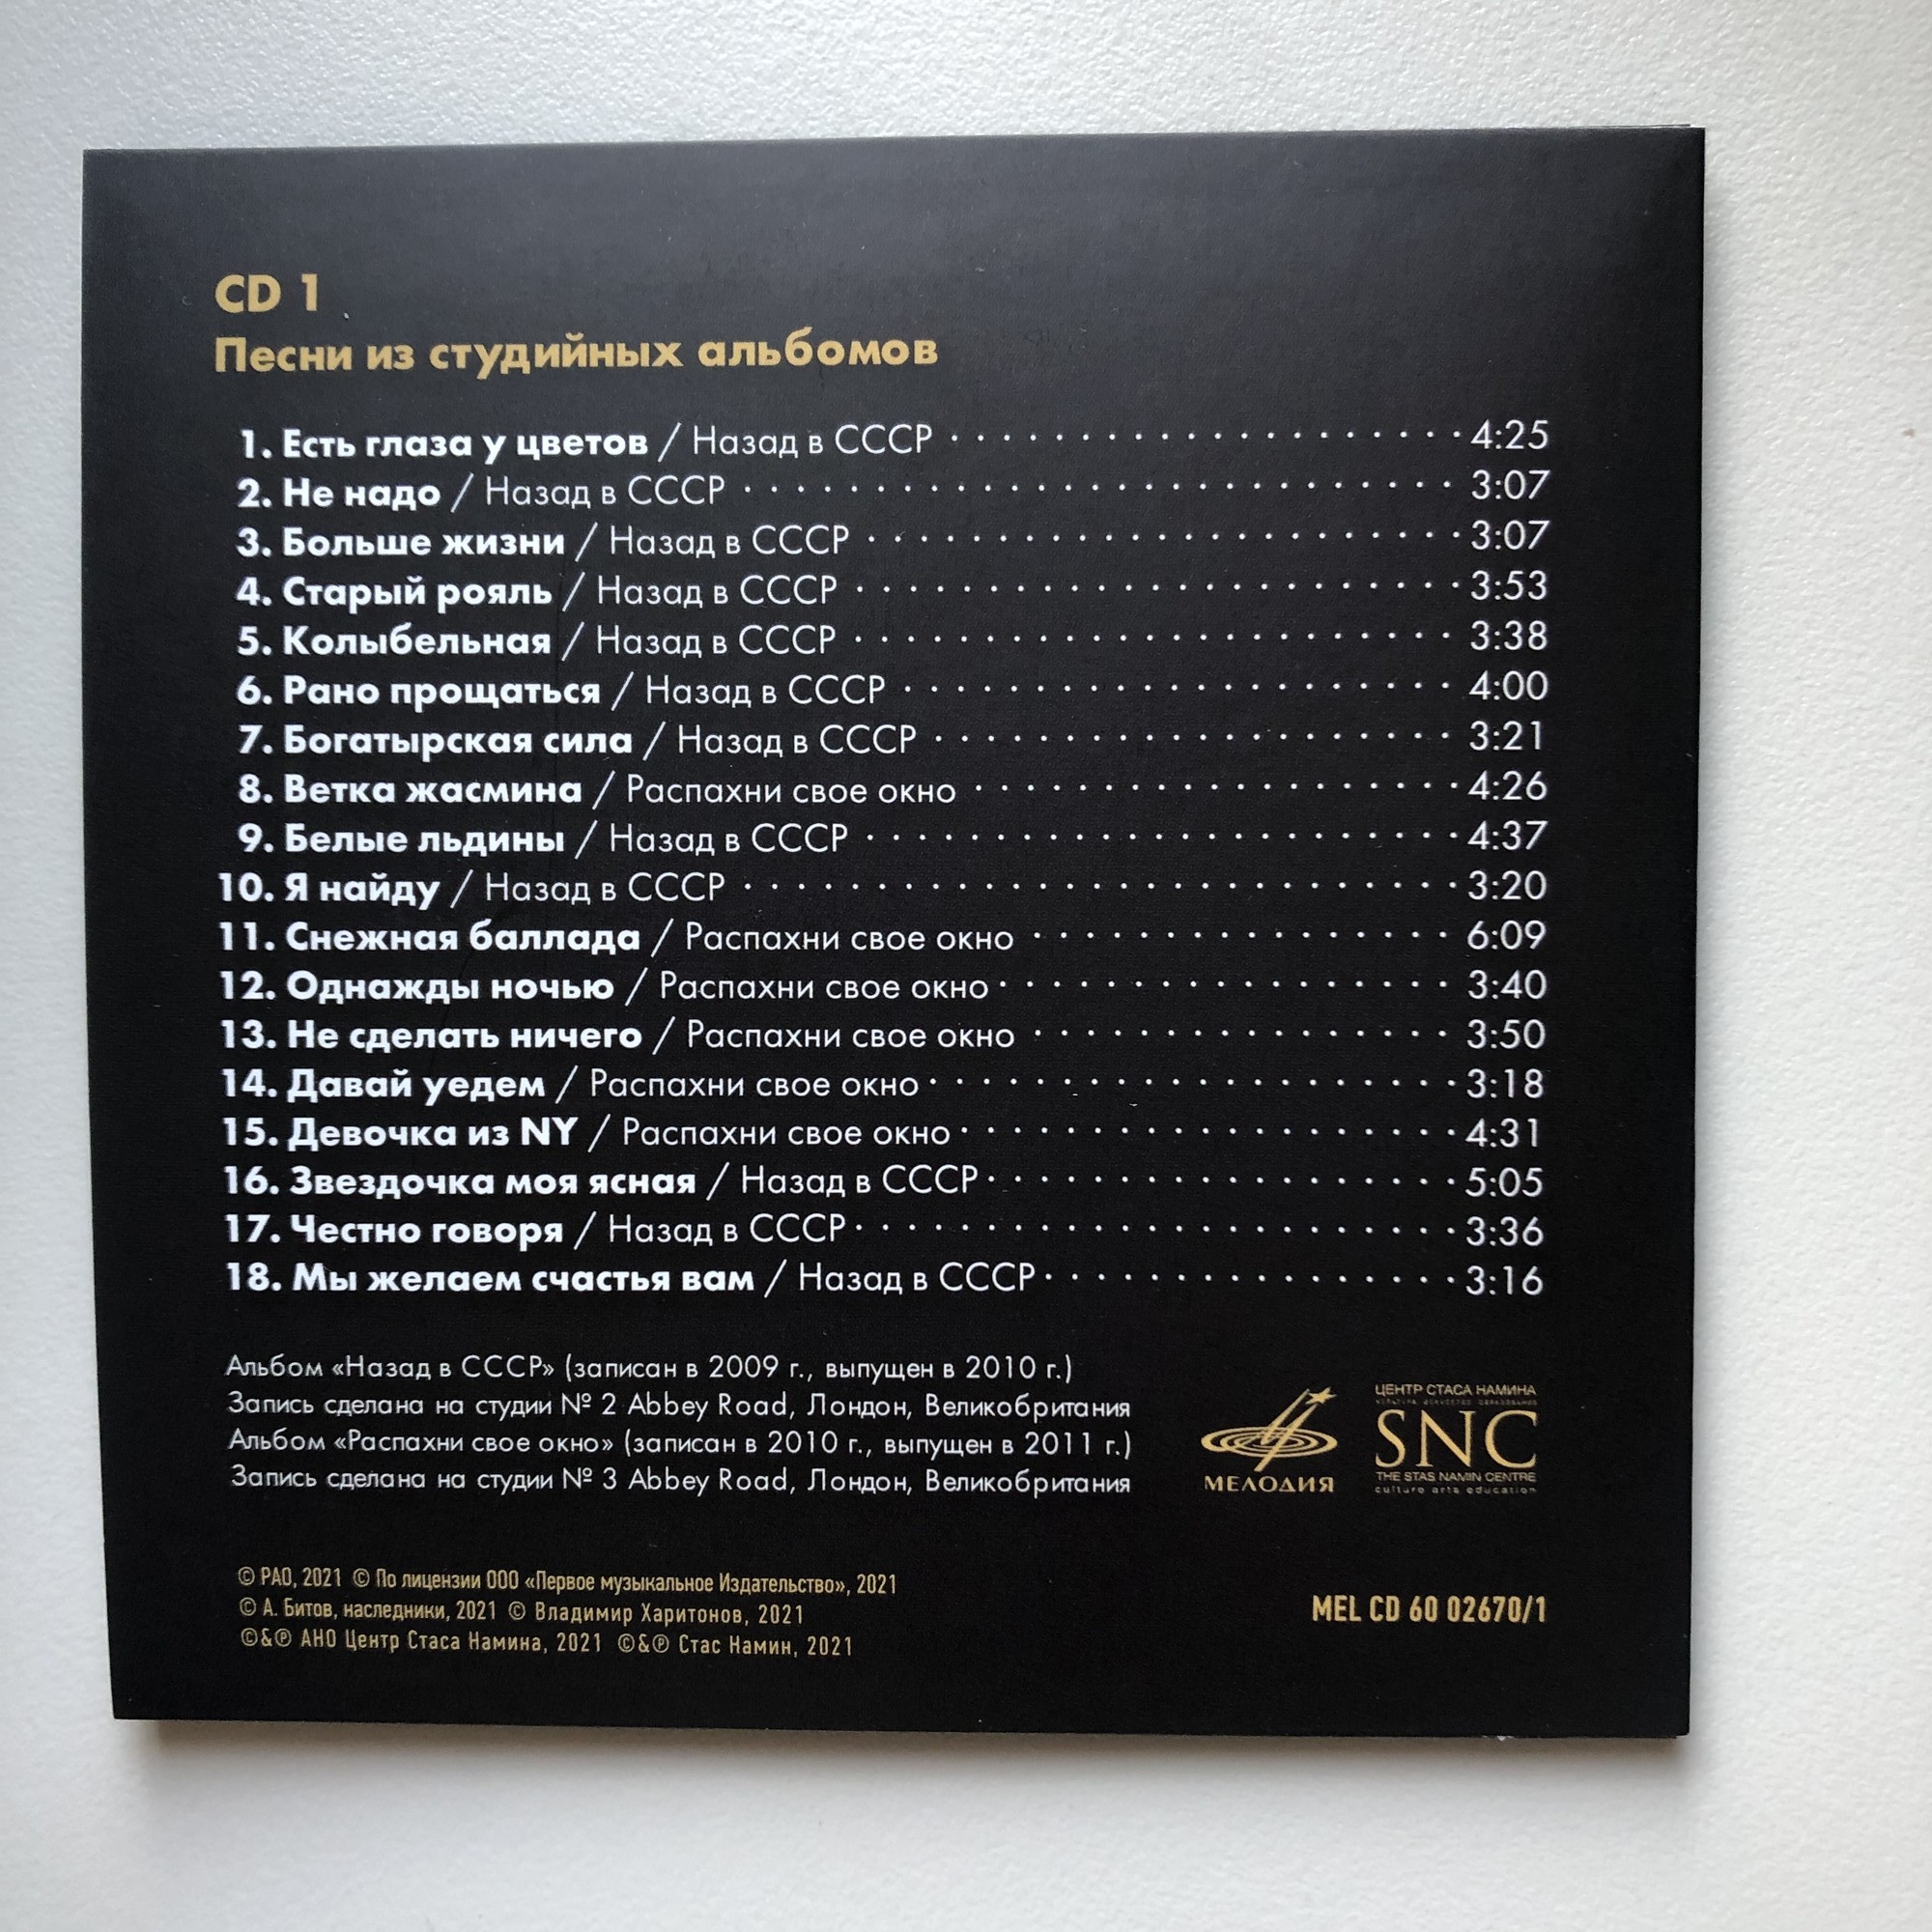 CD 1
Песни из студийных альбомов
1. Есть глаза у цветов / Назад в СССР 4:25
2. Не надо / Назад в СССР 3:07
3. Больше жизни / Назад в СССР 3:07
4. Старый рояль / Назад в СССР 3:53
5. Колыбельная / Назад в СССР 3:38
6. Рано прощаться / Назад в СССР 4:00
7. Богатырская сила / Назад в СССР 3:21
8. Ветка жасмина / Распахни свое окно 4:26
9. Белые льдины / Назад в СССР 4:37
10. Я найду / Назад в СССР 3:20
11. Снежная баллада / Распахни свое окно 6:09
12. Однажды ночью / Распахни свое окно 3:40
13. Не сделать ничего / Распахни свое окно 3:50
14. Давай уедем / Распахни свое окно 3:18
15. Девочка из NY / Распахни свое окно 4:31
16. Звездочка моя ясная / Назад в СССР 5:05
17. Честно говоря / Назад в СССР 3:36
18. Мы желаем счастья вам / Назад в СССР 3:16
Альбом «Назад в СССР» (записан в 2009 г., выпущен в 2010 г.)
Запись сделана на студии № 2 Abbey Road, Лондон, Великобритания
Альбом «Распахни свое окно» (записан в 2010 г., выпущен в 2011 г.)
Запись сделана на студии № 3 Abbey Road, Лондон, Великобритания
МЕЛОДИЯ
ЦЕНТР СТАСА НАМИНА
SNC
THE STAS NAMIN CENTRE
culture arts education
© РАО, 2021 © По лицензии ООО «Первое музыкальное Издательство», 2021
© А. Битов, наследники, 2021 © Владимир Харитонов, 2021
©&℗ АНО Центр Стаса Намина, 2021 ©&℗ Стас Намин, 2021
MEL CD 60 02670/1